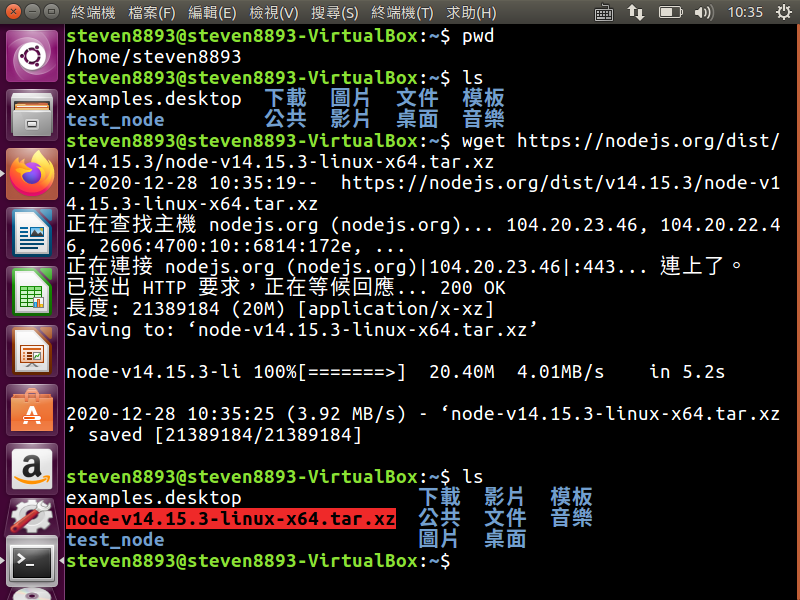 終端機 檔案(F) 編輯(E) 檢視(V) 搜尋(S) 終端機(T) 求助(H) 10:35
steven8893@steven8893-VirtualBox:~$ pwd
/home/steven8893
steven8893@steven8893-VirtualBox:~$ ls
examples.desktop 下載 圖片 文件 模板
test_node 公共 影片 桌面 音樂
steven8893@steven8893-VirtualBox:~$ wget https://nodejs.org/dist/
v14.15.3/node-v14.15.3-linux-x64.tar.xz
--2020-12-28 10:35:19-- https://nodejs.org/dist/v14.15.3/node-v1
4.15.3-linux-x64.tar.xz
正在查找主機 nodejs.org (nodejs.org)... 104.20.23.46, 104.20.22.4
6, 2606:4700:10::6814:172e, ...
正在連接 nodejs.org (nodejs.org)|104.20.23.46|:443... 連上了。
已送出 HTTP 要求，正在等候回應... 200 OK
長度: 21389184 (20M) [application/x-xz]
Saving to: ‘node-v14.15.3-linux-x64.tar.xz’
node-v14.15.3-li 100%[=======>] 20.40M 4.01MB/s in 5.2s
2020-12-28 10:35:25 (3.92 MB/s) - ‘node-v14.15.3-linux-x64.tar.xz
’ saved [21389184/21389184]
steven8893@steven8893-VirtualBox:~$ ls
examples.desktop 下載 影片 模板
node-v14.15.3-linux-x64.tar.xz 公共 文件 音樂
test_node 圖片 桌面
steven8893@steven8893-VirtualBox:~$